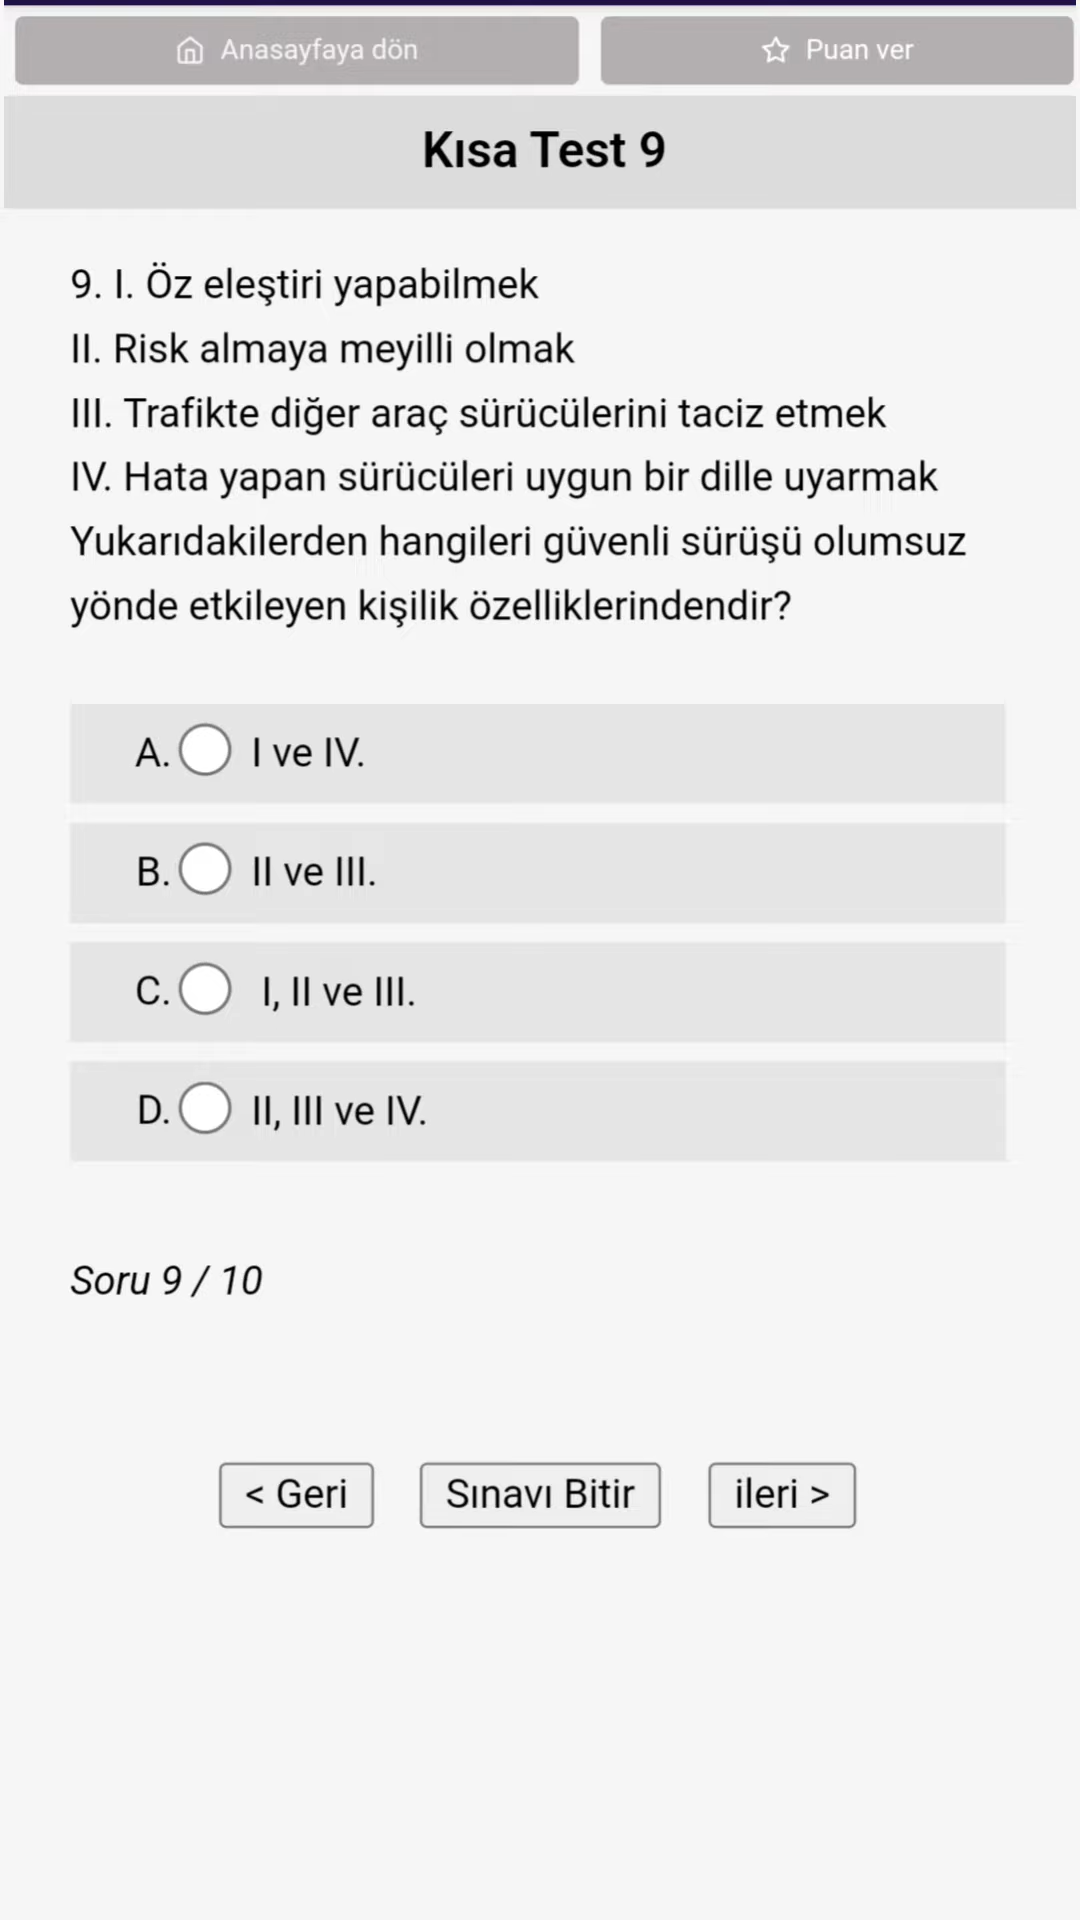 Anasayfaya dön
Puan ver
Kısa Test 9
9. I. Öz eleştiri yapabilmek
II. Risk almaya meyilli olmak
III. Trafikte diğer araç sürücülerini taciz etmek
IV. Hata yapan sürücüleri uygun bir dille uyarmak
Yukarıdakilerden hangileri güvenli sürüşü olumsuz
yönde etkileyen kişilik özelliklerindendir?
A. I ve IV.
B. II ve III.
C. I, II ve III.
D. II, III ve IV.
Soru 9 / 10
< Geri
Sınavı Bitir
ileri >